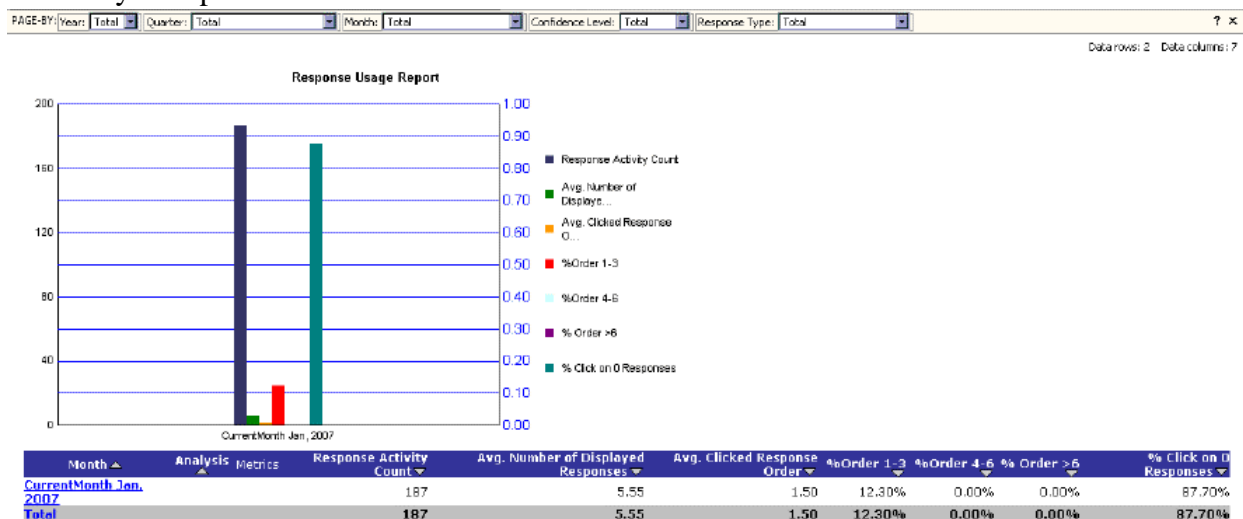 PAGE-BY: Year: Total Quarter: Total Month: Total Confidence Level: Total Response Type: Total ? ×
Data rows: 2 Data columns: 7
Response Usage Report
200 1.00
0.90
160 0.80
0.70
120 0.60
0.50
80 0.40
0.30
40 0.20
0.10
0 0.00
CurrentMonth Jan, 2007
Response Activity Count
Avg. Number of
Displaye...
Avg. Clicked Response
O...
%Order 1-3
%Order 4-6
% Order >6
% Click on 0 Responses
Month Analysis Metrics Response Activity Count Avg. Number of Displayed Responses Avg. Clicked Response Order %Order 1-3 %Order 4-6 % Order >6 % Click on 0 Responses
CurrentMonth Jan, 2007 187 5.55 1.50 12.30% 0.00% 0.00% 87.70%
Total 187 5.55 1.50 12.30% 0.00% 0.00% 87.70%